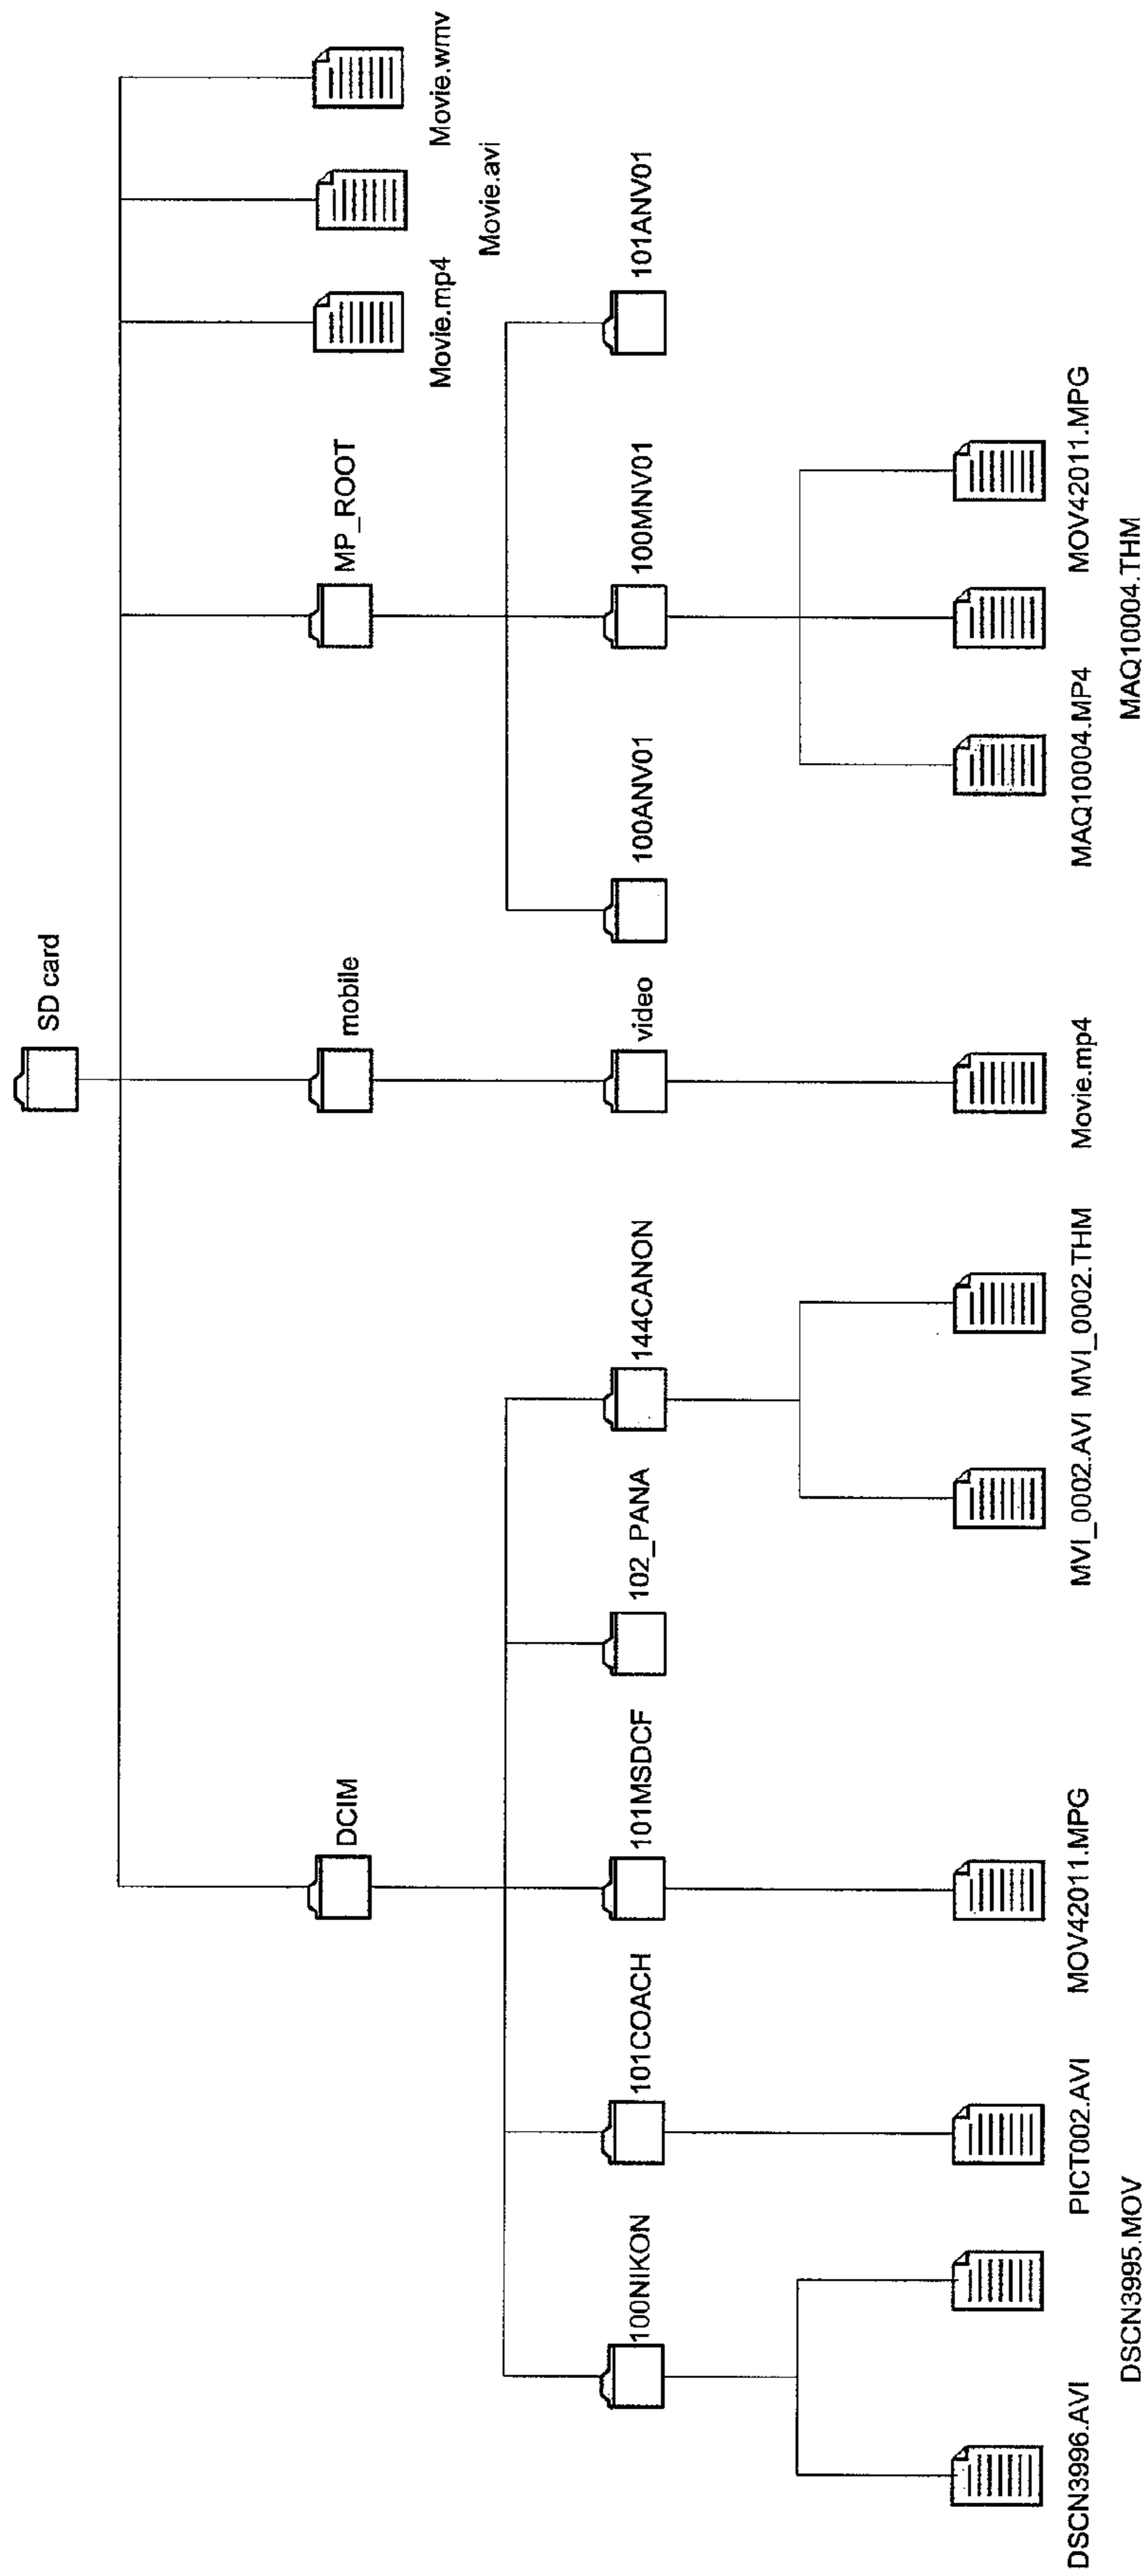 SD card
DCIM
mobile
MP_ROOT
Movie.mp4
Movie.avi
Movie.wmv
100NIKON
101COACH
101MSDCF
102_PANA
144CANON
video
100ANV01
100MNV01
101ANV01
DSCN3996.AVI
DSCN3995.MOV
PICT002.AVI
MOV42011.MPG
MVI_0002.AVI
MVI_0002.THM
Movie.mp4
MAQ10004.MP4
MAQ10004.THM
MOV42011.MPG